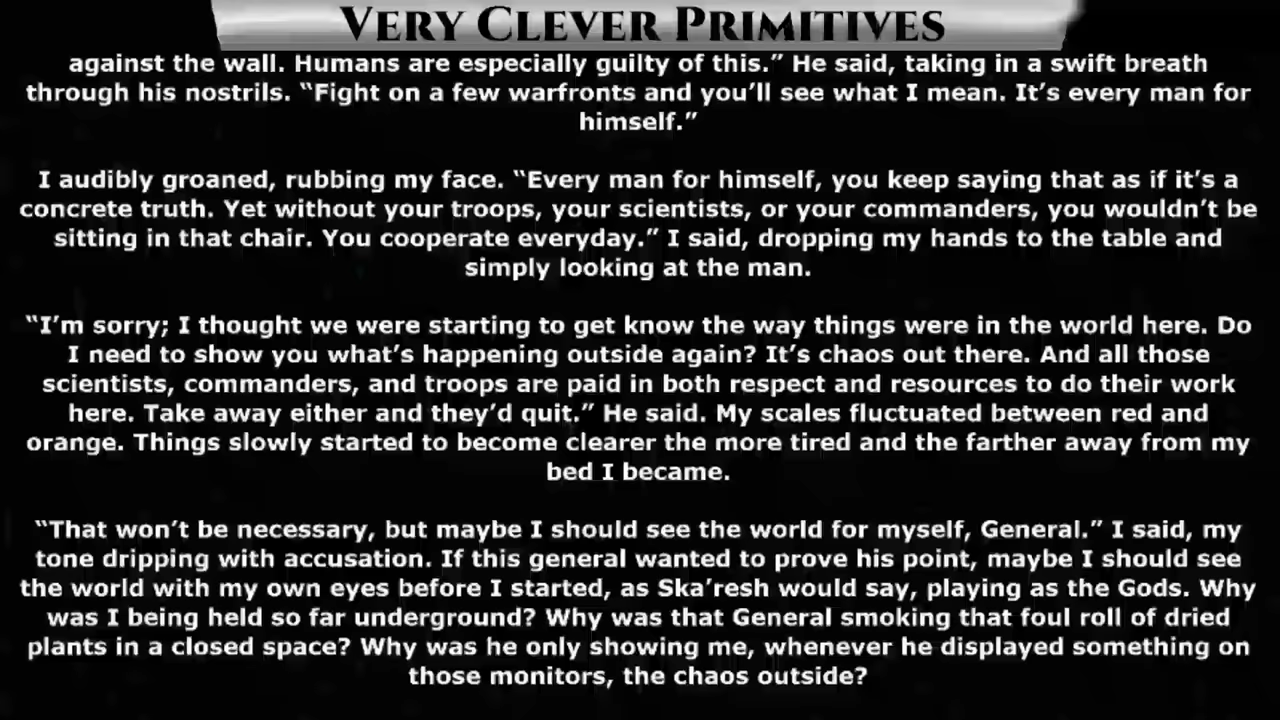 VERY CLEVER PRIMITIVES
against the wall. Humans are especially guilty of this.” He said, taking in a swift breath
through his nostrils. “Fight on a few warfronts and you’ll see what I mean. It’s every man for
himself.”
I audibly groaned, rubbing my face. “Every man for himself, you keep saying that as if it’s a
concrete truth. Yet without your troops, your scientists, or your commanders, you wouldn’t be
sitting in that chair. You cooperate everyday.” I said, dropping my hands to the table and
simply looking at the man.
“I’m sorry; I thought we were starting to get know the way things were in the world here. Do
I need to show you what’s happening outside again? It’s chaos out there. And all those
scientists, commanders, and troops are paid in both respect and resources to do their work
here. Take away either and they’d quit.” He said. My scales fluctuated between red and
orange. Things slowly started to become clearer the more tired and the farther away from my
bed I became.
“That won’t be necessary, but maybe I should see the world for myself, General.” I said, my
tone dripping with accusation. If this general wanted to prove his point, maybe I should see
the world with my own eyes before I started, as Ska’resh would say, playing as the Gods. Why
was I being held so far underground? Why was that General smoking that foul roll of dried
plants in a closed space? Why was he only showing me, whenever he displayed something on
those monitors, the chaos outside?